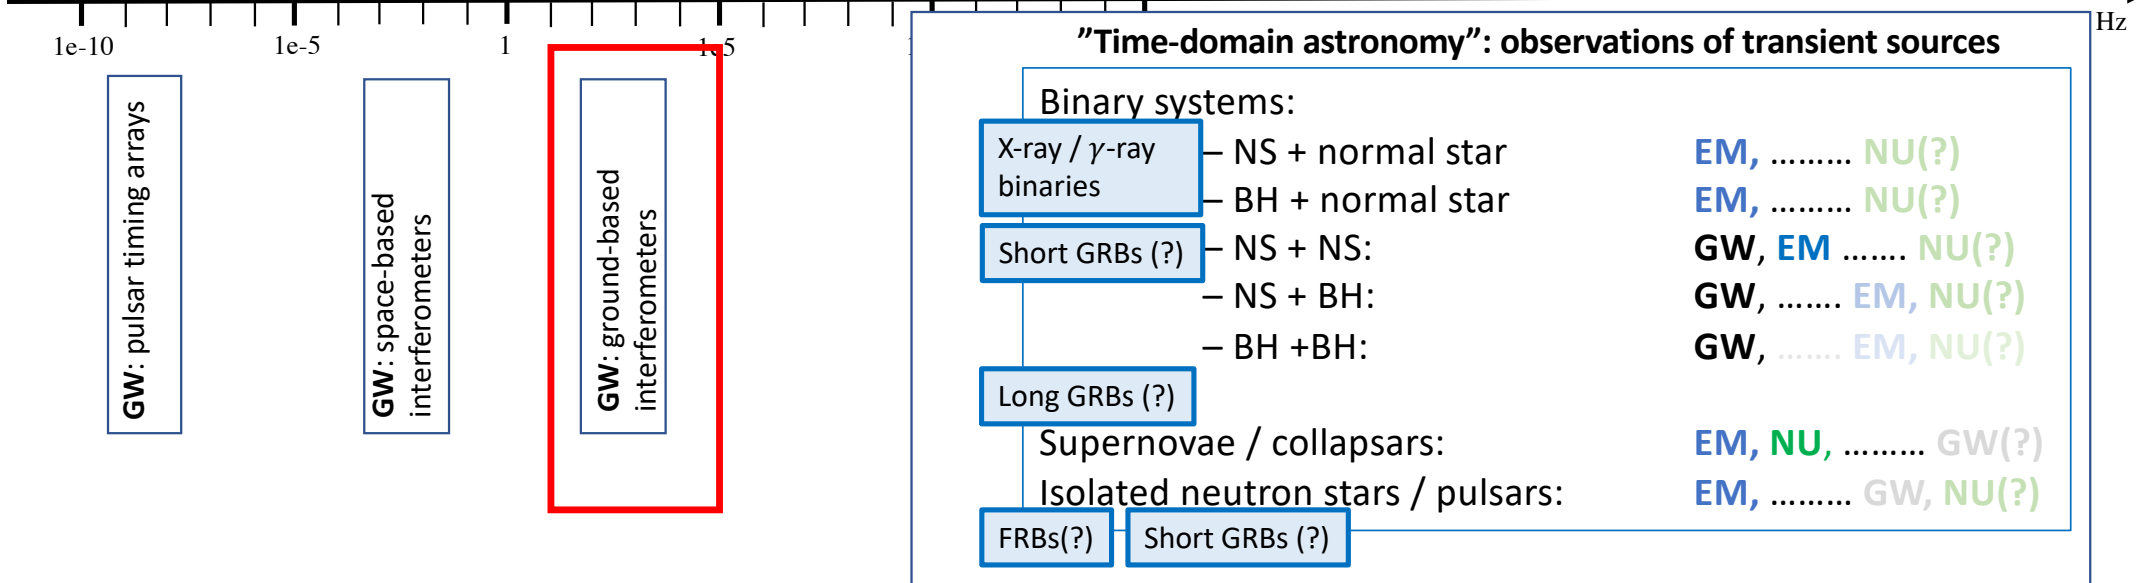 Hz
1e-10
1e-5
1
1e5
GW: pulsar timing arrays
GW: space-based
interferometers
GW: ground-based
interferometers
”Time-domain astronomy”: observations of transient sources
Binary systems:
X-ray / γ-ray
binaries
– NS + normal star EM, ......... NU(?)
– BH + normal star EM, ......... NU(?)
Short GRBs (?)
– NS + NS: GW, EM ....... NU(?)
– NS + BH: GW, ....... EM, NU(?)
– BH +BH: GW, ....... EM, NU(?)
Long GRBs (?)
Supernovae / collapsars: EM, NU, ......... GW(?)
Isolated neutron stars / pulsars: EM, ......... GW, NU(?)
FRBs(?)
Short GRBs (?)